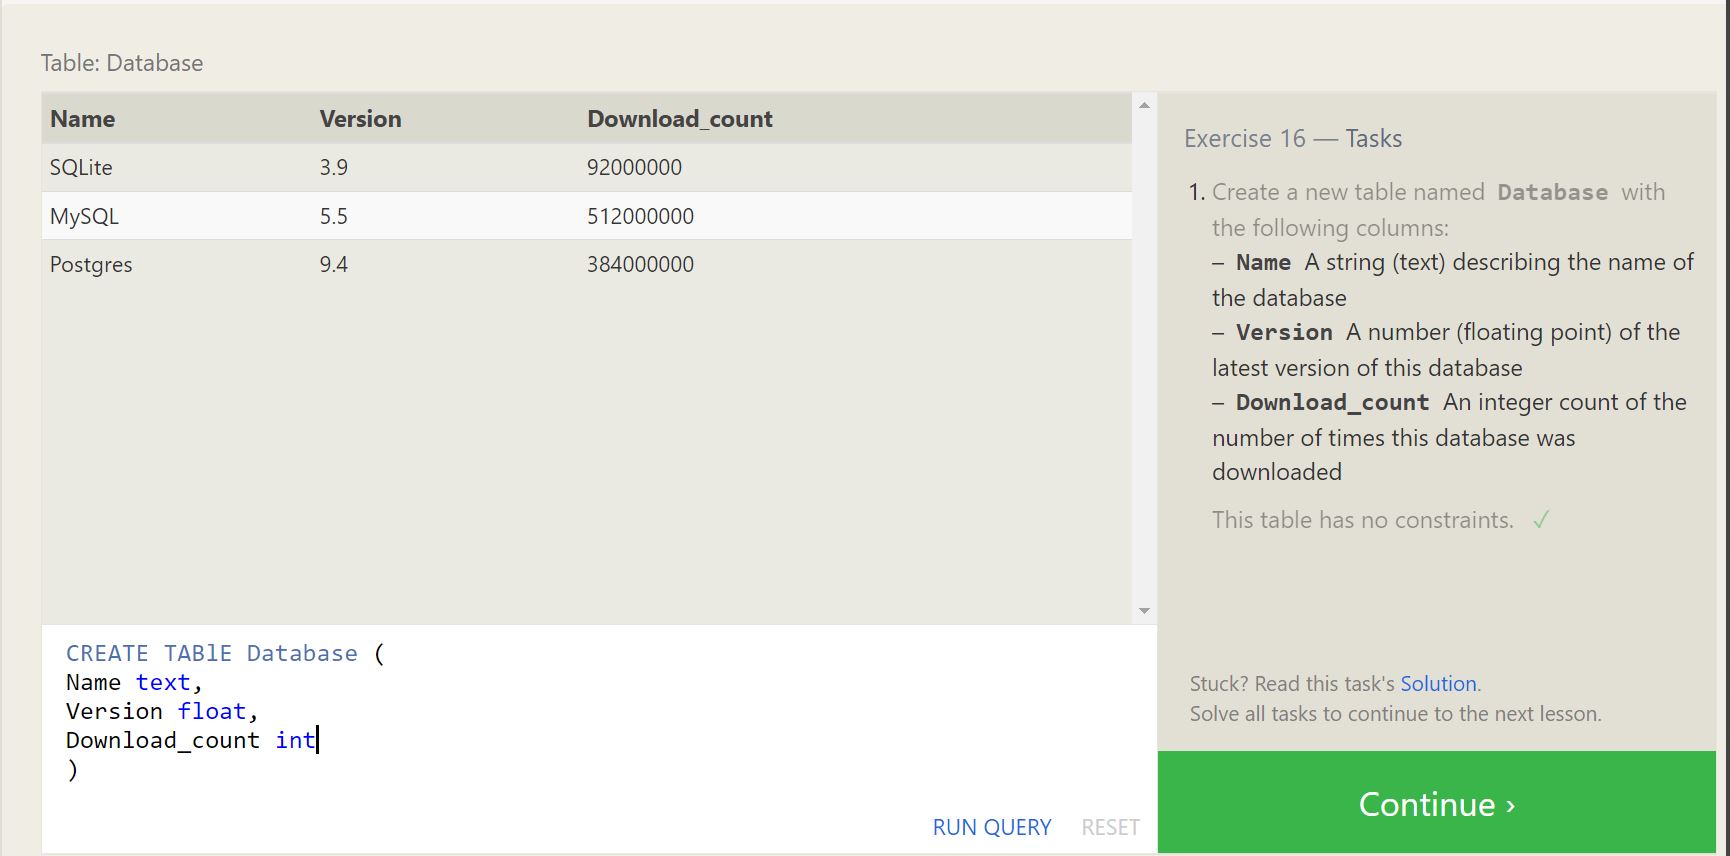 Table: Database
Name Version Download_count
SQLite 3.9 92000000
MySQL 5.5 512000000
Postgres 9.4 384000000
CREATE TABlE Database (
Name text,
Version float,
Download_count int
)
RUN QUERY RESET
Exercise 16 — Tasks
1. Create a new table named Database with
the following columns:
– Name A string (text) describing the name of
the database
– Version A number (floating point) of the
latest version of this database
– Download_count An integer count of the
number of times this database was
downloaded
This table has no constraints. ✓
Stuck? Read this task's Solution.
Solve all tasks to continue to the next lesson.
Continue ›